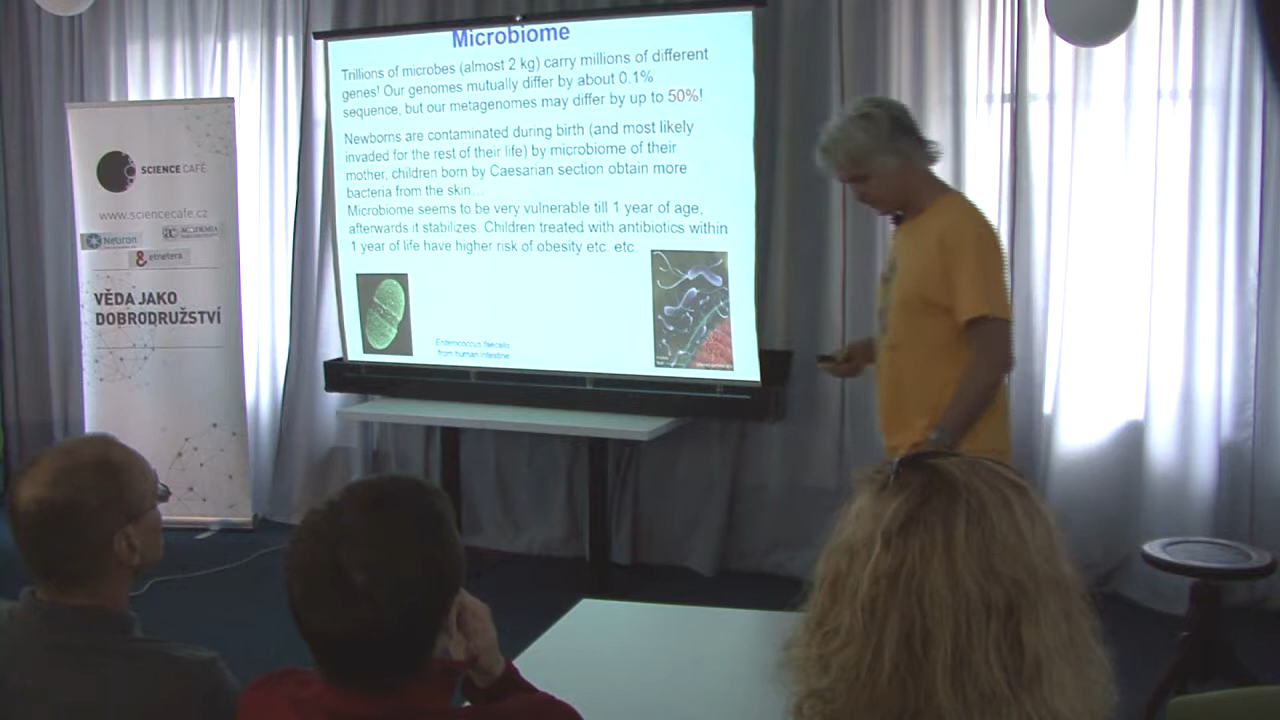 Microbiome
Trillions of microbes (almost 2 kg) carry millions of different
genes! Our genomes mutually differ by about 0.1%
sequence, but our metagenomes may differ by up to 50%!
Newborns are contaminated during birth (and most likely
invaded for the rest of their life) by microbiome of their
mother, children born by Caesarian section obtain more
bacteria from the skin...
Microbiome seems to be very vulnerable till 1 year of age,
afterwards it stabilizes. Children treated with antibiotics within
1 year of life have higher risk of obesity etc. etc.
Enterococcus faecalis
from human intestine
SCIENCE CAFÉ
www.sciencecafe.cz
Neuron
ACADEMIA
etnetera
VĚDA JAKO
DOBRODRUŽSTVÍ